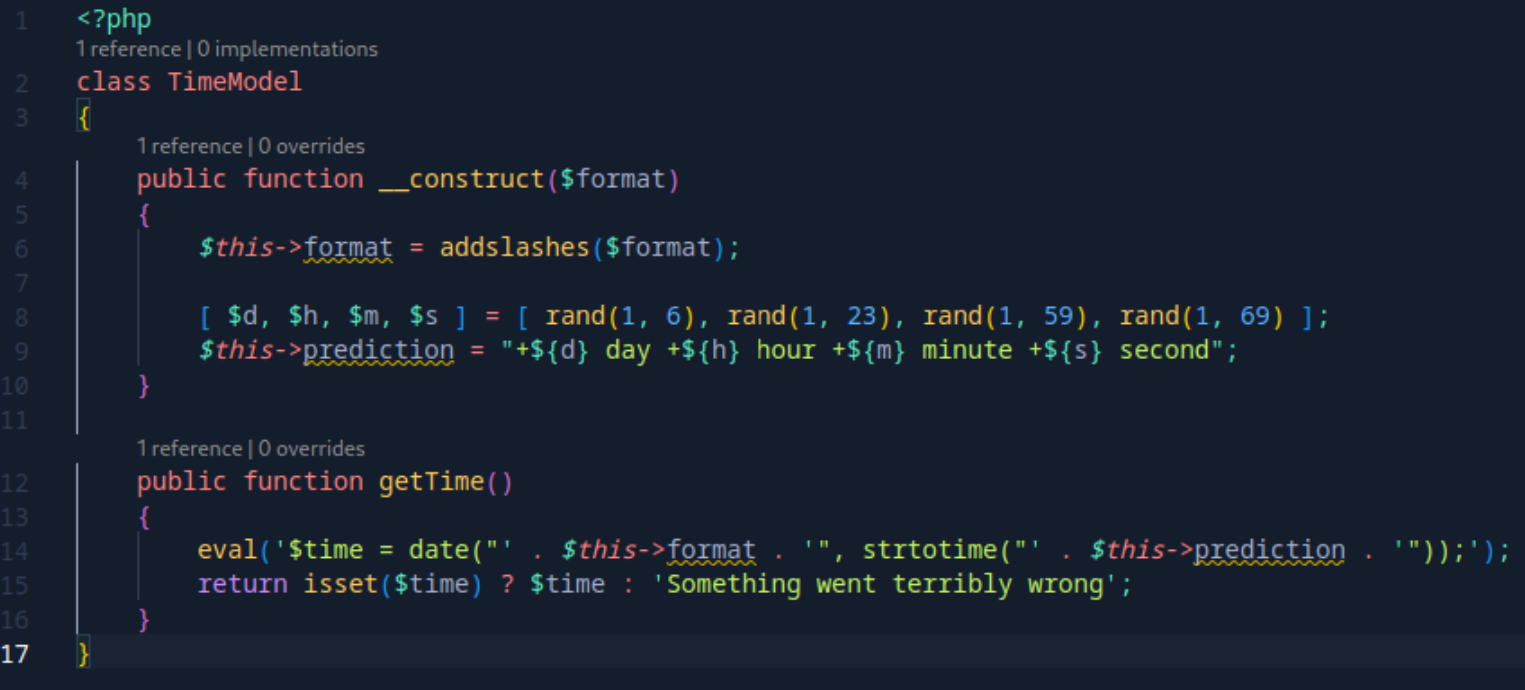 1 <?php
1 reference | 0 implementations
2 class TimeModel
3 {
1 reference | 0 overrides
4     public function __construct($format)
5     {
6         $this->format = addslashes($format);
7
8         [ $d, $h, $m, $s ] = [ rand(1, 6), rand(1, 23), rand(1, 59), rand(1, 69) ];
9         $this->prediction = "+${d} day +${h} hour +${m} minute +${s} second";
10     }
11
1 reference | 0 overrides
12     public function getTime()
13     {
14         eval('$time = date("' . $this->format . '", strtotime("' . $this->prediction . '"));');
15         return isset($time) ? $time : 'Something went terribly wrong';
16     }
17 }